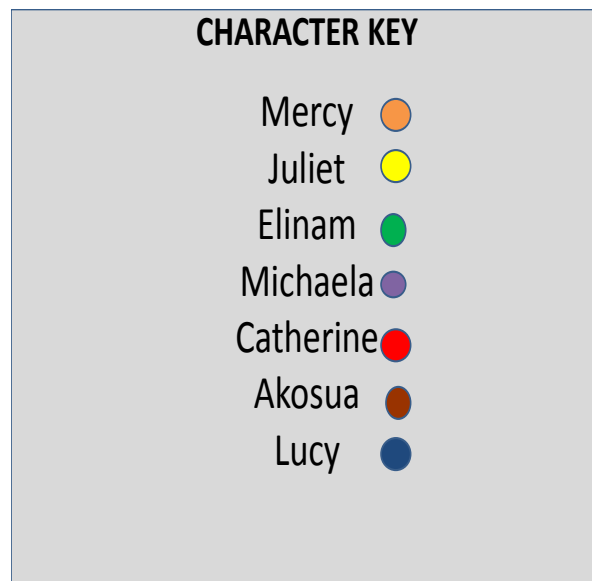 CHARACTER KEY
Mercy
Juliet
Elinam
Michaela
Catherine
Akosua
Lucy